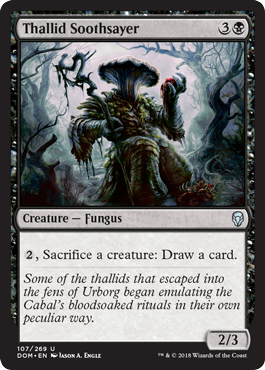 Thallid Soothsayer 3
Creature — Fungus
2, Sacrifice a creature: Draw a card.
Some of the thallids that escaped into
the fens of Urborg began emulating the
Cabal's bloodsoaked rituals in their own
peculiar way.
2/3
107/269 U
DOM • EN Jason A. Engle
™ & © 2018 Wizards of the Coast